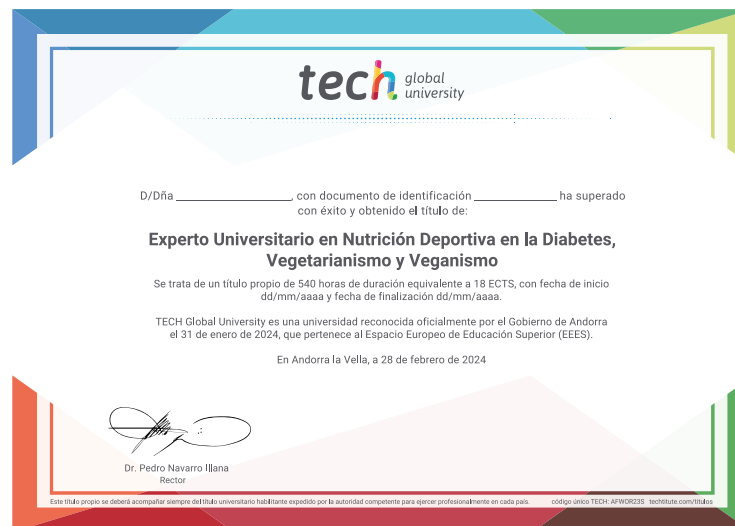 tech global university
D/Dña ____________________, con documento de identificación ______________ ha superado
con éxito y obtenido el título de:
Experto Universitario en Nutrición Deportiva en la Diabetes,
Vegetarianismo y Veganismo
Se trata de un título propio de 540 horas de duración equivalente a 18 ECTS, con fecha de inicio
dd/mm/aaaa y fecha de finalización dd/mm/aaaa.
TECH Global University es una universidad reconocida oficialmente por el Gobierno de Andorra
el 31 de enero de 2024, que pertenece al Espacio Europeo de Educación Superior (EEES).
En Andorra la Vella, a 28 de febrero de 2024
Dr. Pedro Navarro Illana
Rector
Este título propio se deberá acompañar siempre del título universitario habilitante expedido por la autoridad competente para ejercer profesionalmente en cada país. código único TECH: AFWOR23S techtitute.com/titulos